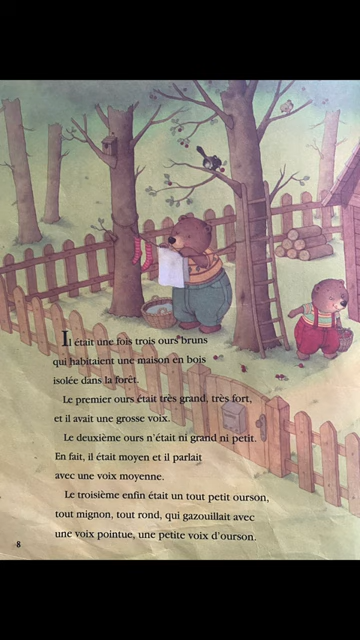 Il était une fois trois ours bruns
qui habitaient une maison en bois
isolée dans la forêt.
Le premier ours était très grand, très fort,
et il avait une grosse voix.
Le deuxième ours n'était ni grand ni petit.
En fait, il était moyen et il parlait
avec une voix moyenne.
Le troisième enfin était un tout petit ourson,
tout mignon, tout rond, qui gazouillait avec
une voix pointue, une petite voix d'ourson.
8